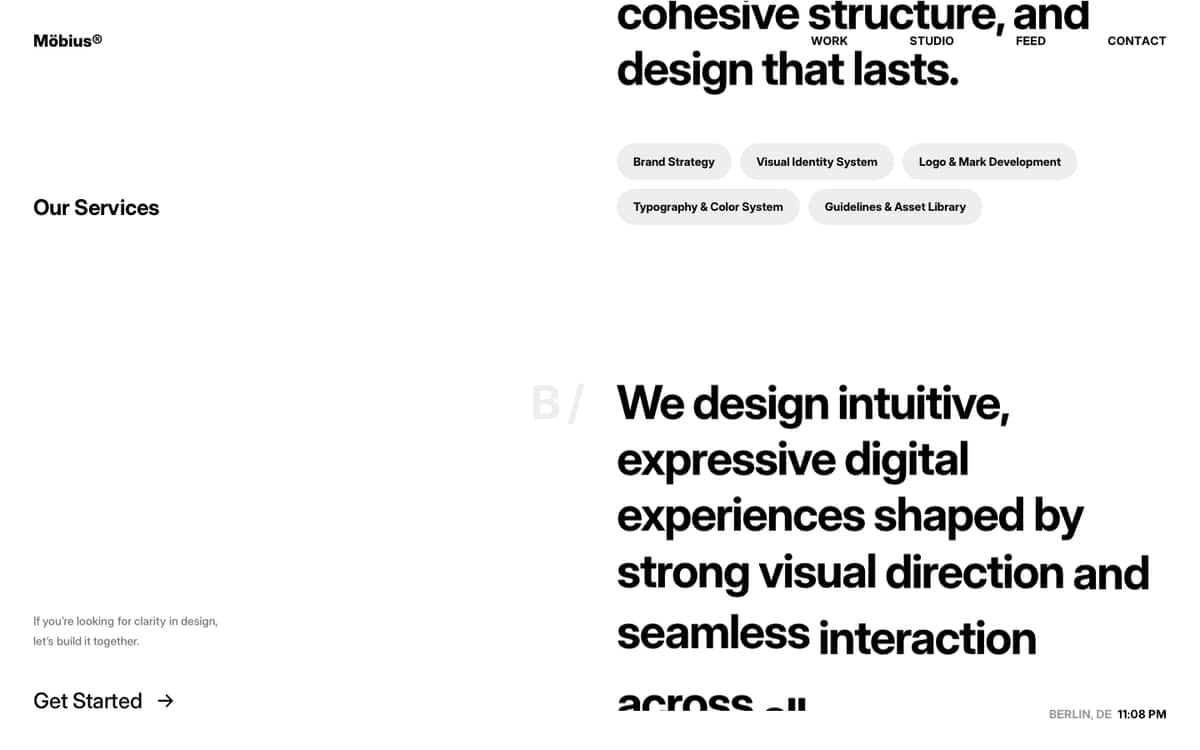 Möbius®
WORK
STUDIO
FEED
CONTACT
cohesive structure, and
design that lasts.
Brand Strategy
Visual Identity System
Logo & Mark Development
Typography & Color System
Guidelines & Asset Library
Our Services
B/
We design intuitive,
expressive digital
experiences shaped by
strong visual direction and
seamless interaction
across all
If you're looking for clarity in design,
let's build it together.
Get Started →
BERLIN, DE 11:08 PM